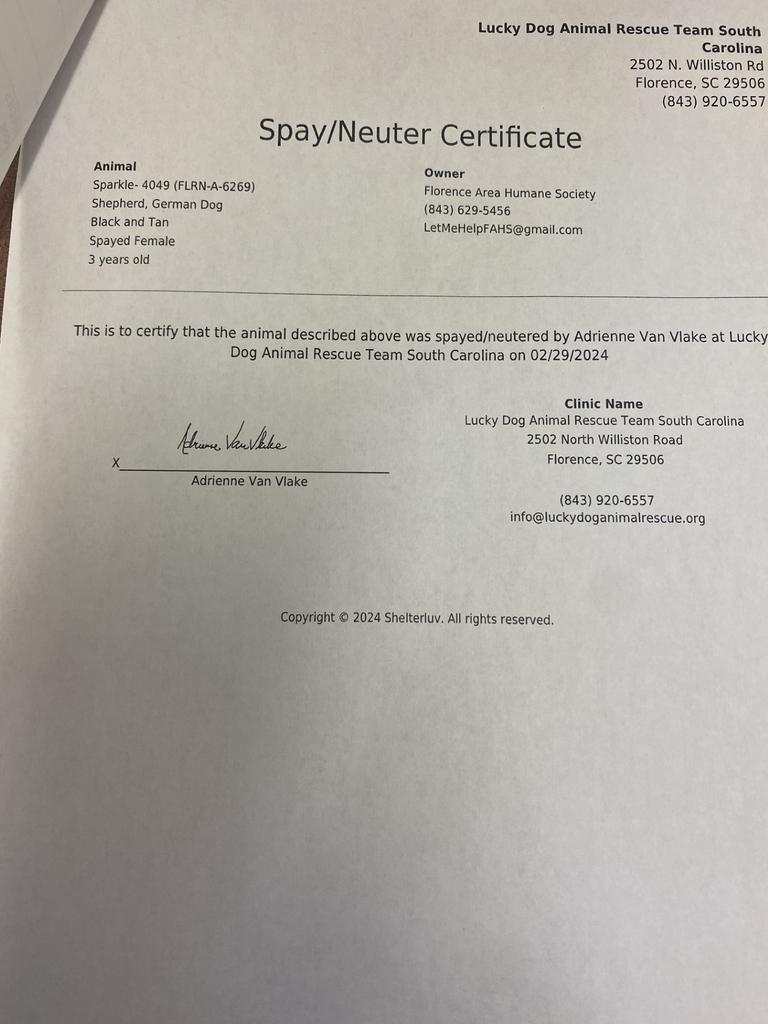 Lucky Dog Animal Rescue Team South
Carolina
2502 N. Williston Rd
Florence, SC 29506
(843) 920-6557
Spay/Neuter Certificate
Animal
Sparkle- 4049 (FLRN-A-6269)
Shepherd, German Dog
Black and Tan
Spayed Female
3 years old
Owner
Florence Area Humane Society
(843) 629-5456
LetMeHelpFAHS@gmail.com
This is to certify that the animal described above was spayed/neutered by Adrienne Van Vlake at Lucky
Dog Animal Rescue Team South Carolina on 02/29/2024
Adrienne Van Vlake
X
Adrienne Van Vlake
Clinic Name
Lucky Dog Animal Rescue Team South Carolina
2502 North Williston Road
Florence, SC 29506
(843) 920-6557
info@luckydoganimalrescue.org
Copyright © 2024 Shelterluv. All rights reserved.